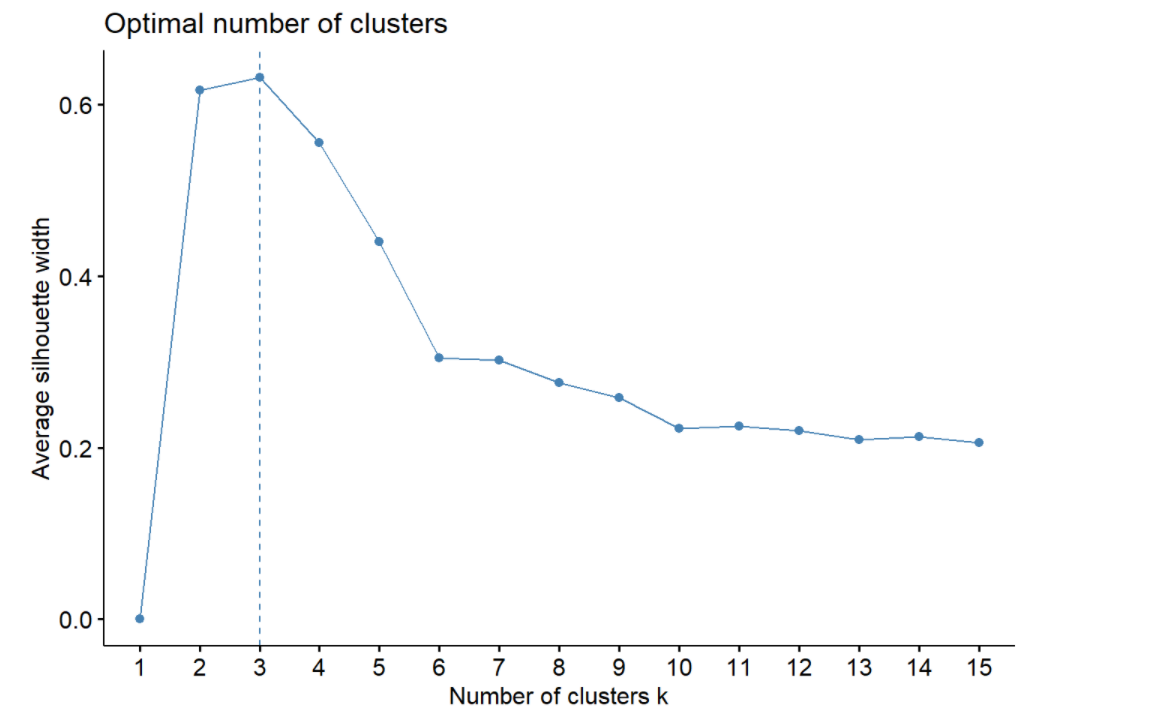 Optimal number of clusters
Average silhouette width
0.6
0.4
0.2
0.0
1 2 3 4 5 6 7 8 9 10 11 12 13 14 15
Number of clusters k